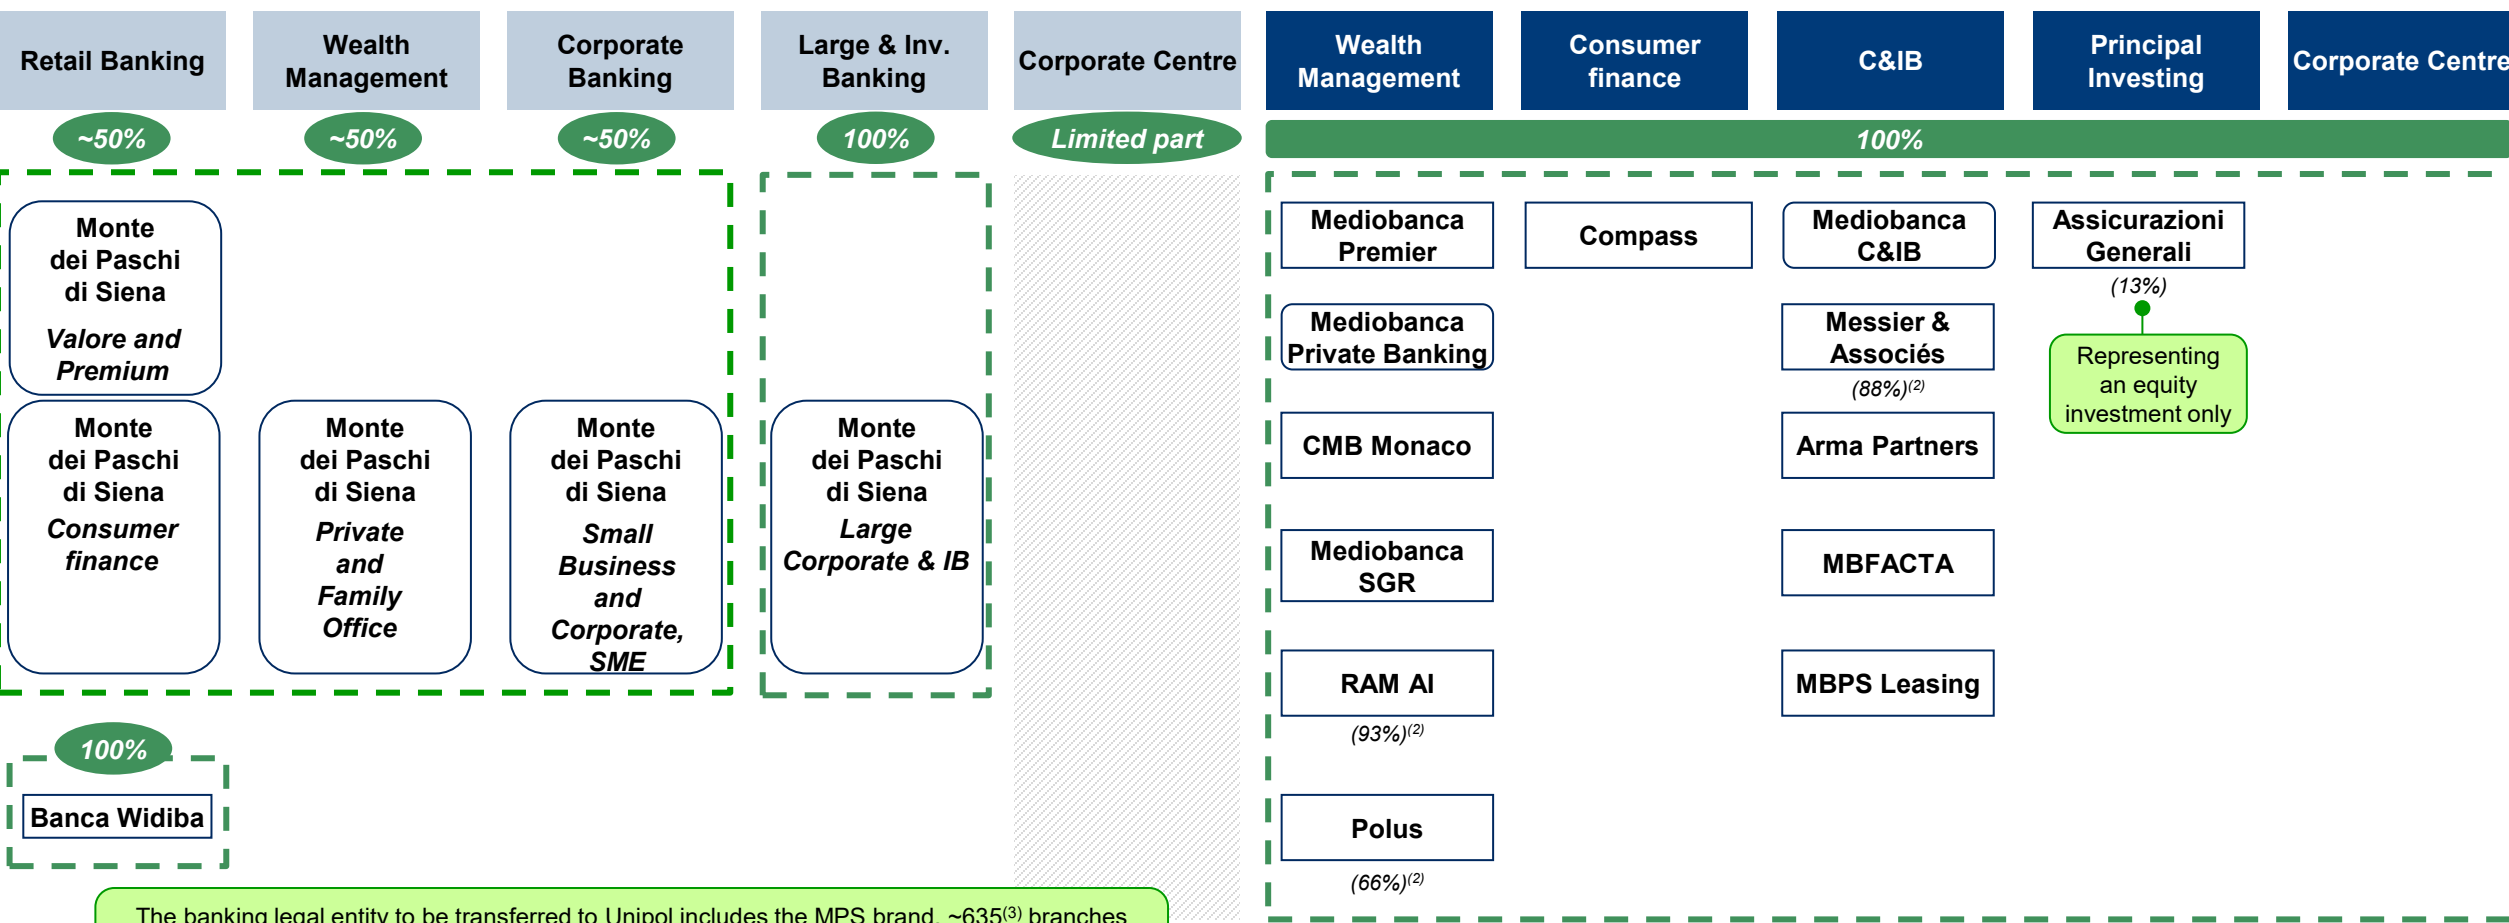 Retail Banking
Wealth
Management
Corporate
Banking
Large & Inv.
Banking
Corporate Centre
Wealth
Management
Consumer
finance
C&IB
Principal
Investing
Corporate Centre
~50%
~50%
~50%
100%
Limited part
100%
Monte
dei Paschi
di Siena
Valore and
Premium
Monte
dei Paschi
di Siena
Consumer
finance
Monte
dei Paschi
di Siena
Private
and
Family
Office
Monte
dei Paschi
di Siena
Small
Business
and
Corporate,
SME
Monte
dei Paschi
di Siena
Large
Corporate & IB
100%
Banca Widiba
Mediobanca
Premier
Mediobanca
Private Banking
CMB Monaco
Mediobanca
SGR
RAM AI
(93%)(2)
Polus
(66%)(2)
Compass
Mediobanca
C&IB
Messier &
Associés
(88%)(2)
Arma Partners
MBFACTA
MBPS Leasing
Assicurazioni
Generali
(13%)
Representing
an equity
investment only
The banking legal entity to be transferred to Unipol includes the MPS brand, ~635(3) branches